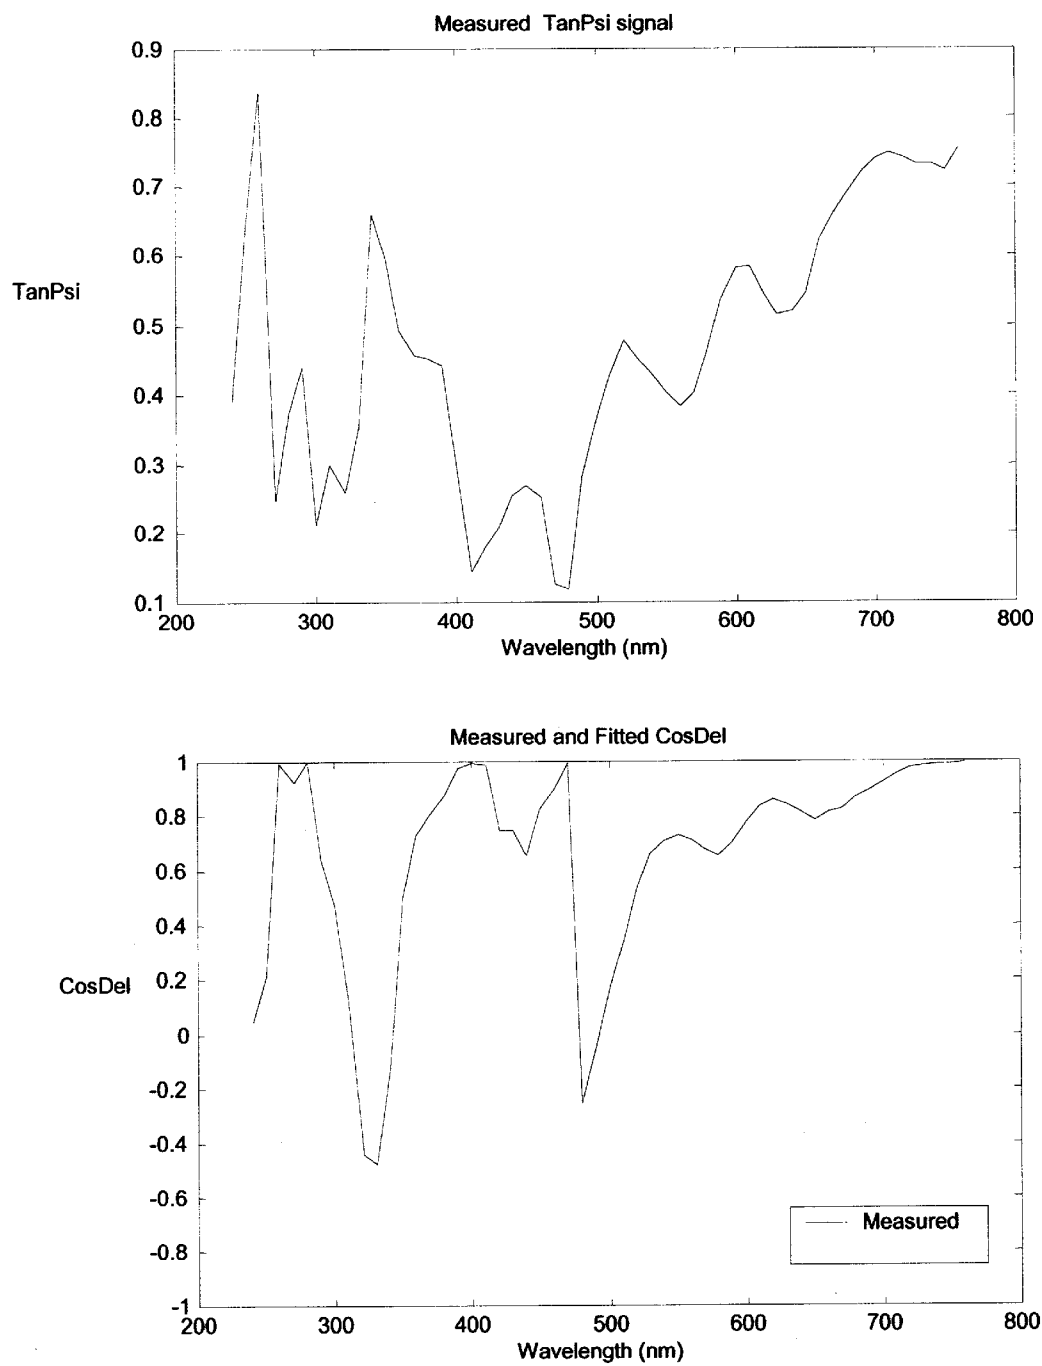 Measured TanPsi signal
0.9
0.8
0.7
0.6
TanPsi
0.5
0.4
0.3
0.2
0.1
200 300 400 500 600 700 800
Wavelength (nm)
Measured and Fitted CosDel
1
0.8
0.6
0.4
0.2
CosDel
0
-0.2
-0.4
-0.6
-0.8
-1
Measured
200 300 400 500 600 700 800
Wavelength (nm)